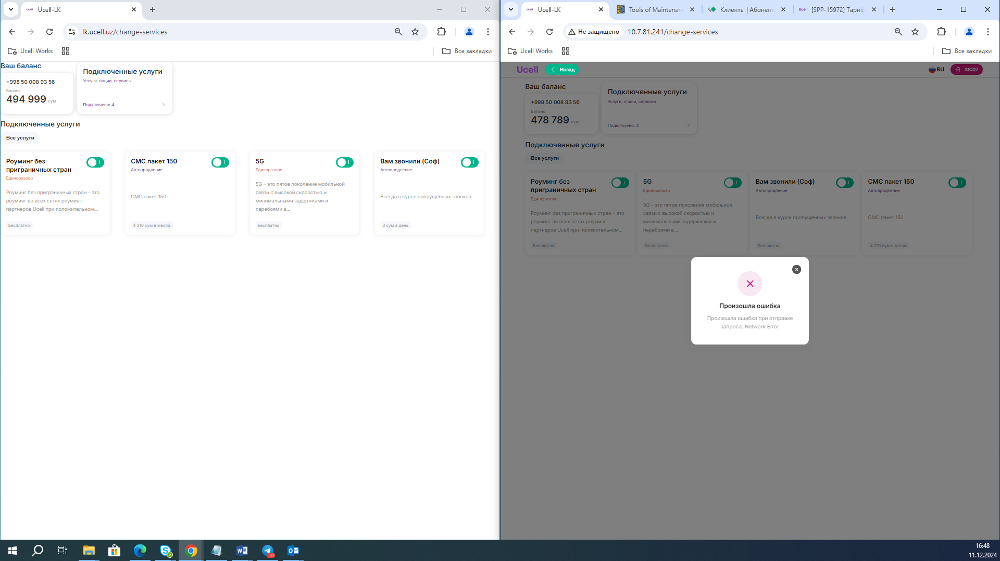 Ucell-LK
lk.ucell.uz/change-services
Ucell Works
Все закладки
Ваш баланс
+998 50 008 93 56
Баланс
494 999 сум
Подключенные услуги
Услуги, опции, сервисы
Подключено: 4
Подключенные услуги
Все услуги
Роуминг без
приграничных стран
Единоразово
Роуминг без приграничных стран – это
роуминг во всех сетях роуминг-
партнеров Ucell при положительном...
Бесплатно
СМС пакет 150
Автопродление
СМС пакет 150
4 210 сум в месяц
5G
Единоразово
5G – это пятое поколение мобильной
связи с высокой скоростью и
минимальными задержками и
перебоями в...
Бесплатно
Вам звонили (Соф)
Автопродление
Всегда в курсе пропущенных звонков
0 сум в день
Ucell-LK
Tools of Maintenan
Клиенты | Абонент
Ucell [SPP-15972] Тариф
Не защищено
10.7.81.241/change-services
Ucell Works
Все закладки
Ucell
Назад
RU
38:07
Ваш баланс
+998 50 008 93 56
Баланс
478 789 сум
Подключенные услуги
Услуги, опции, сервисы
Подключено: 4
Подключенные услуги
Все услуги
Роуминг без
приграничных стран
Единоразово
Роуминг без приграничных стран – это
роуминг во всех сетях роуминг-
партнеров Ucell при положительном...
Бесплатно
5G
Единоразово
5G – это пятое поколение мобильной
связи с высокой скоростью и
минимальными задержками и
перебоями в...
Бесплатно
Вам звонили (Соф)
Автопродление
Всегда в курсе пропущенных звонков
Бесплатно
СМС пакет 150
Автопродление
СМС пакет 150
4 210 сум в месяц
Произошла ошибка
Произошла ошибка при отправке
запроса: Network Error
16:48
11.12.2024